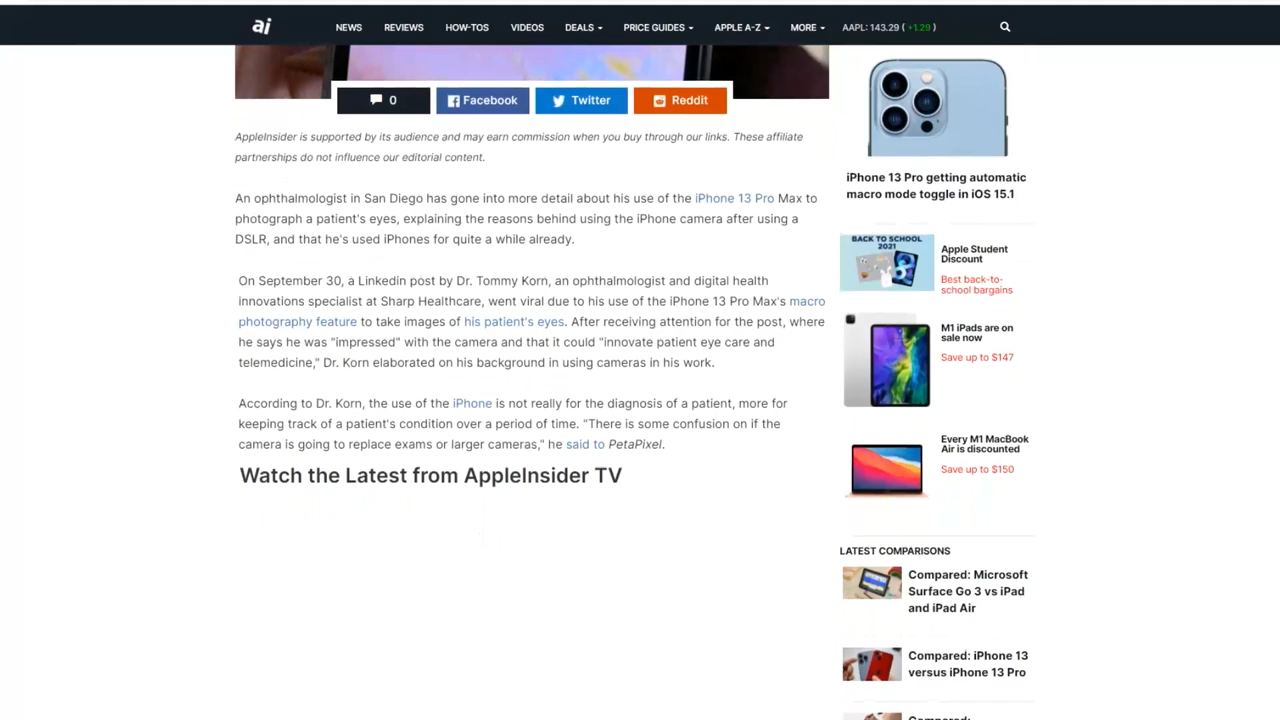 ai NEWS REVIEWS HOW-TOS VIDEOS DEALS PRICE GUIDES APPLE A-Z MORE AAPL: 143.29 ( +1.29 )
0 Facebook Twitter Reddit
AppleInsider is supported by its audience and may earn commission when you buy through our links. These affiliate
partnerships do not influence our editorial content.
An ophthalmologist in San Diego has gone into more detail about his use of the iPhone 13 Pro Max to
photograph a patient's eyes, explaining the reasons behind using the iPhone camera after using a
DSLR, and that he's used iPhones for quite a while already.
On September 30, a Linkedin post by Dr. Tommy Korn, an ophthalmologist and digital health
innovations specialist at Sharp Healthcare, went viral due to his use of the iPhone 13 Pro Max's macro
photography feature to take images of his patient's eyes. After receiving attention for the post, where
he says he was "impressed" with the camera and that it could "innovate patient eye care and
telemedicine," Dr. Korn elaborated on his background in using cameras in his work.
According to Dr. Korn, the use of the iPhone is not really for the diagnosis of a patient, more for
keeping track of a patient's condition over a period of time. "There is some confusion on if the
camera is going to replace exams or larger cameras," he said to PetaPixel.
Watch the Latest from AppleInsider TV
iPhone 13 Pro getting automatic
macro mode toggle in iOS 15.1
BACK TO SCHOOL
2021
Apple Student
Discount
Best back-to-
school bargains
M1 iPads are on
sale now
Save up to $147
Every M1 MacBook
Air is discounted
Save up to $150
LATEST COMPARISONS
Compared: Microsoft
Surface Go 3 vs iPad
and iPad Air
Compared: iPhone 13
versus iPhone 13 Pro
Compared: